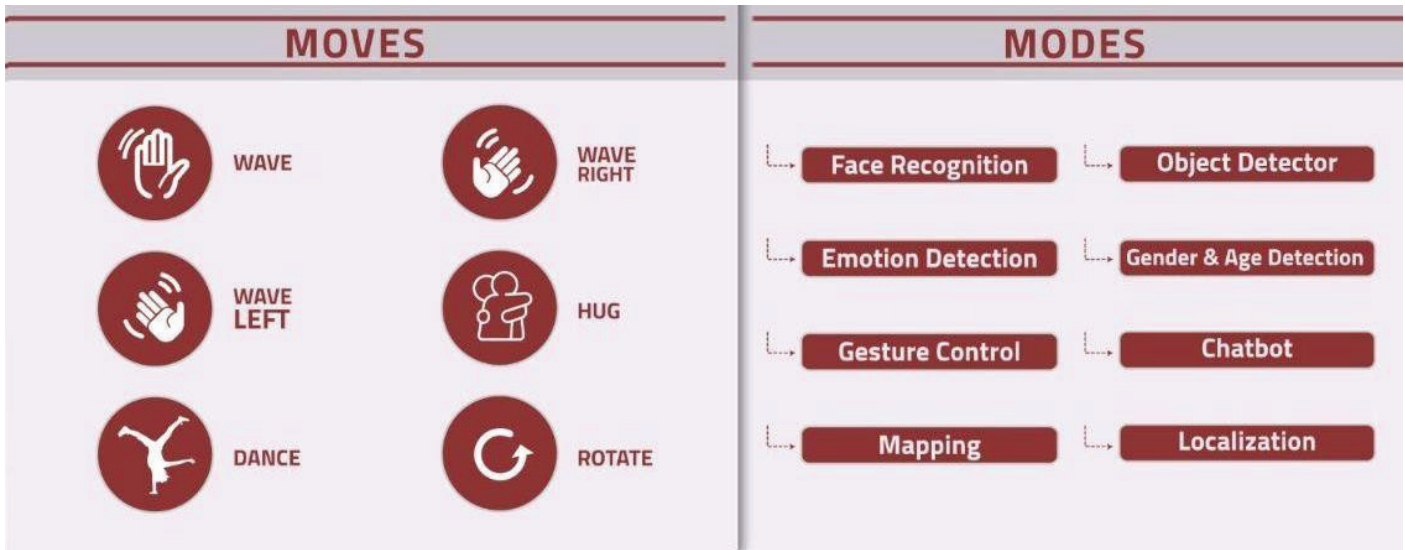 MOVES
WAVE
WAVE
RIGHT
WAVE
LEFT
HUG
DANCE
ROTATE
MODES
Face Recognition
Object Detector
Emotion Detection
Gender & Age Detection
Gesture Control
Chatbot
Mapping
Localization